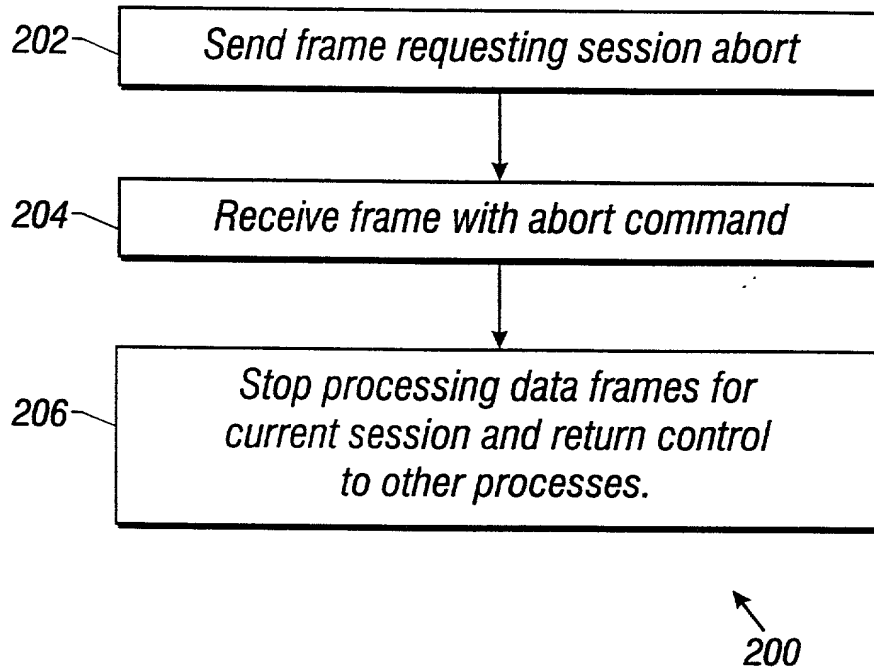 202
Send frame requesting session abort
204
Receive frame with abort command
206
Stop processing data frames for
current session and return control
to other processes.
200